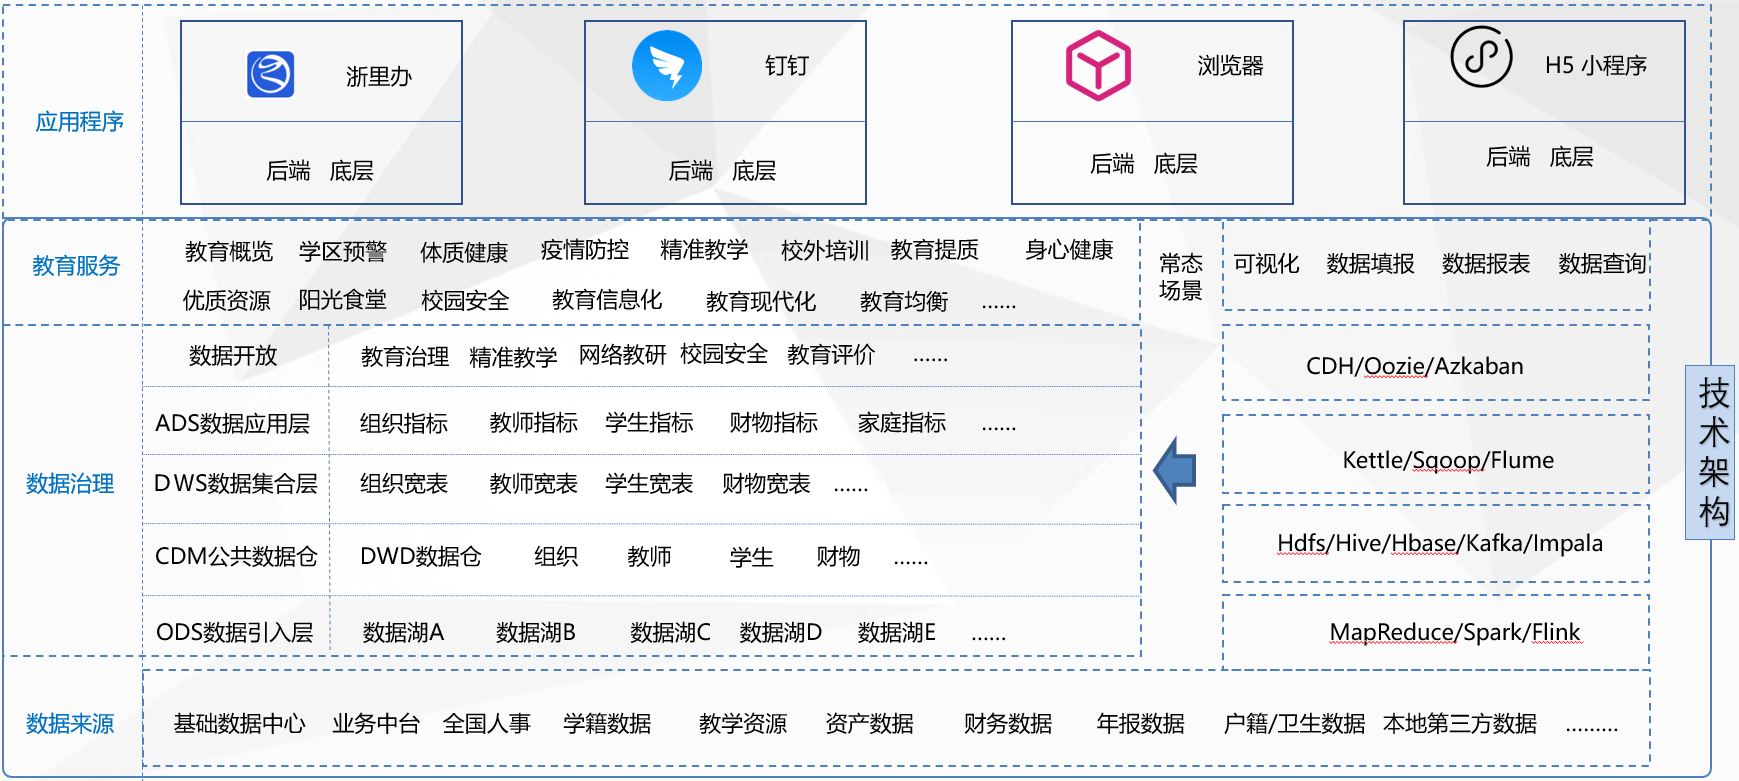 浙里办
钉钉
浏览器
H5 小程序
应用程序
后端 底层
后端 底层
后端 底层
后端 底层
教育服务
教育概览 学区预警 体质健康 疫情防控 精准教学 校外培训 教育提质 身心健康
优质资源 阳光食堂 校园安全 教育信息化 教育现代化 教育均衡 ......
常态
场景
可视化 数据填报 数据报表 数据查询
数据治理
数据开放 教育治理 精准教学 网络教研 校园安全 教育评价 ......
ADS数据应用层 组织指标 教师指标 学生指标 财物指标 家庭指标 ......
DWS数据集合层 组织宽表 教师宽表 学生宽表 财物宽表 ......
CDM公共数据仓 DWD数据仓 组织 教师 学生 财物 ......
ODS数据引入层 数据湖A 数据湖B 数据湖C 数据湖D 数据湖E ......
CDH/Oozie/Azkaban
Kettle/Sqoop/Flume
Hdfs/Hive/Hbase/Kafka/Impala
MapReduce/Spark/Flink
技术架构
数据来源
基础数据中心 业务中台 全国人事 学籍数据 教学资源 资产数据 财务数据 年报数据 户籍/卫生数据 本地第三方数据 .........